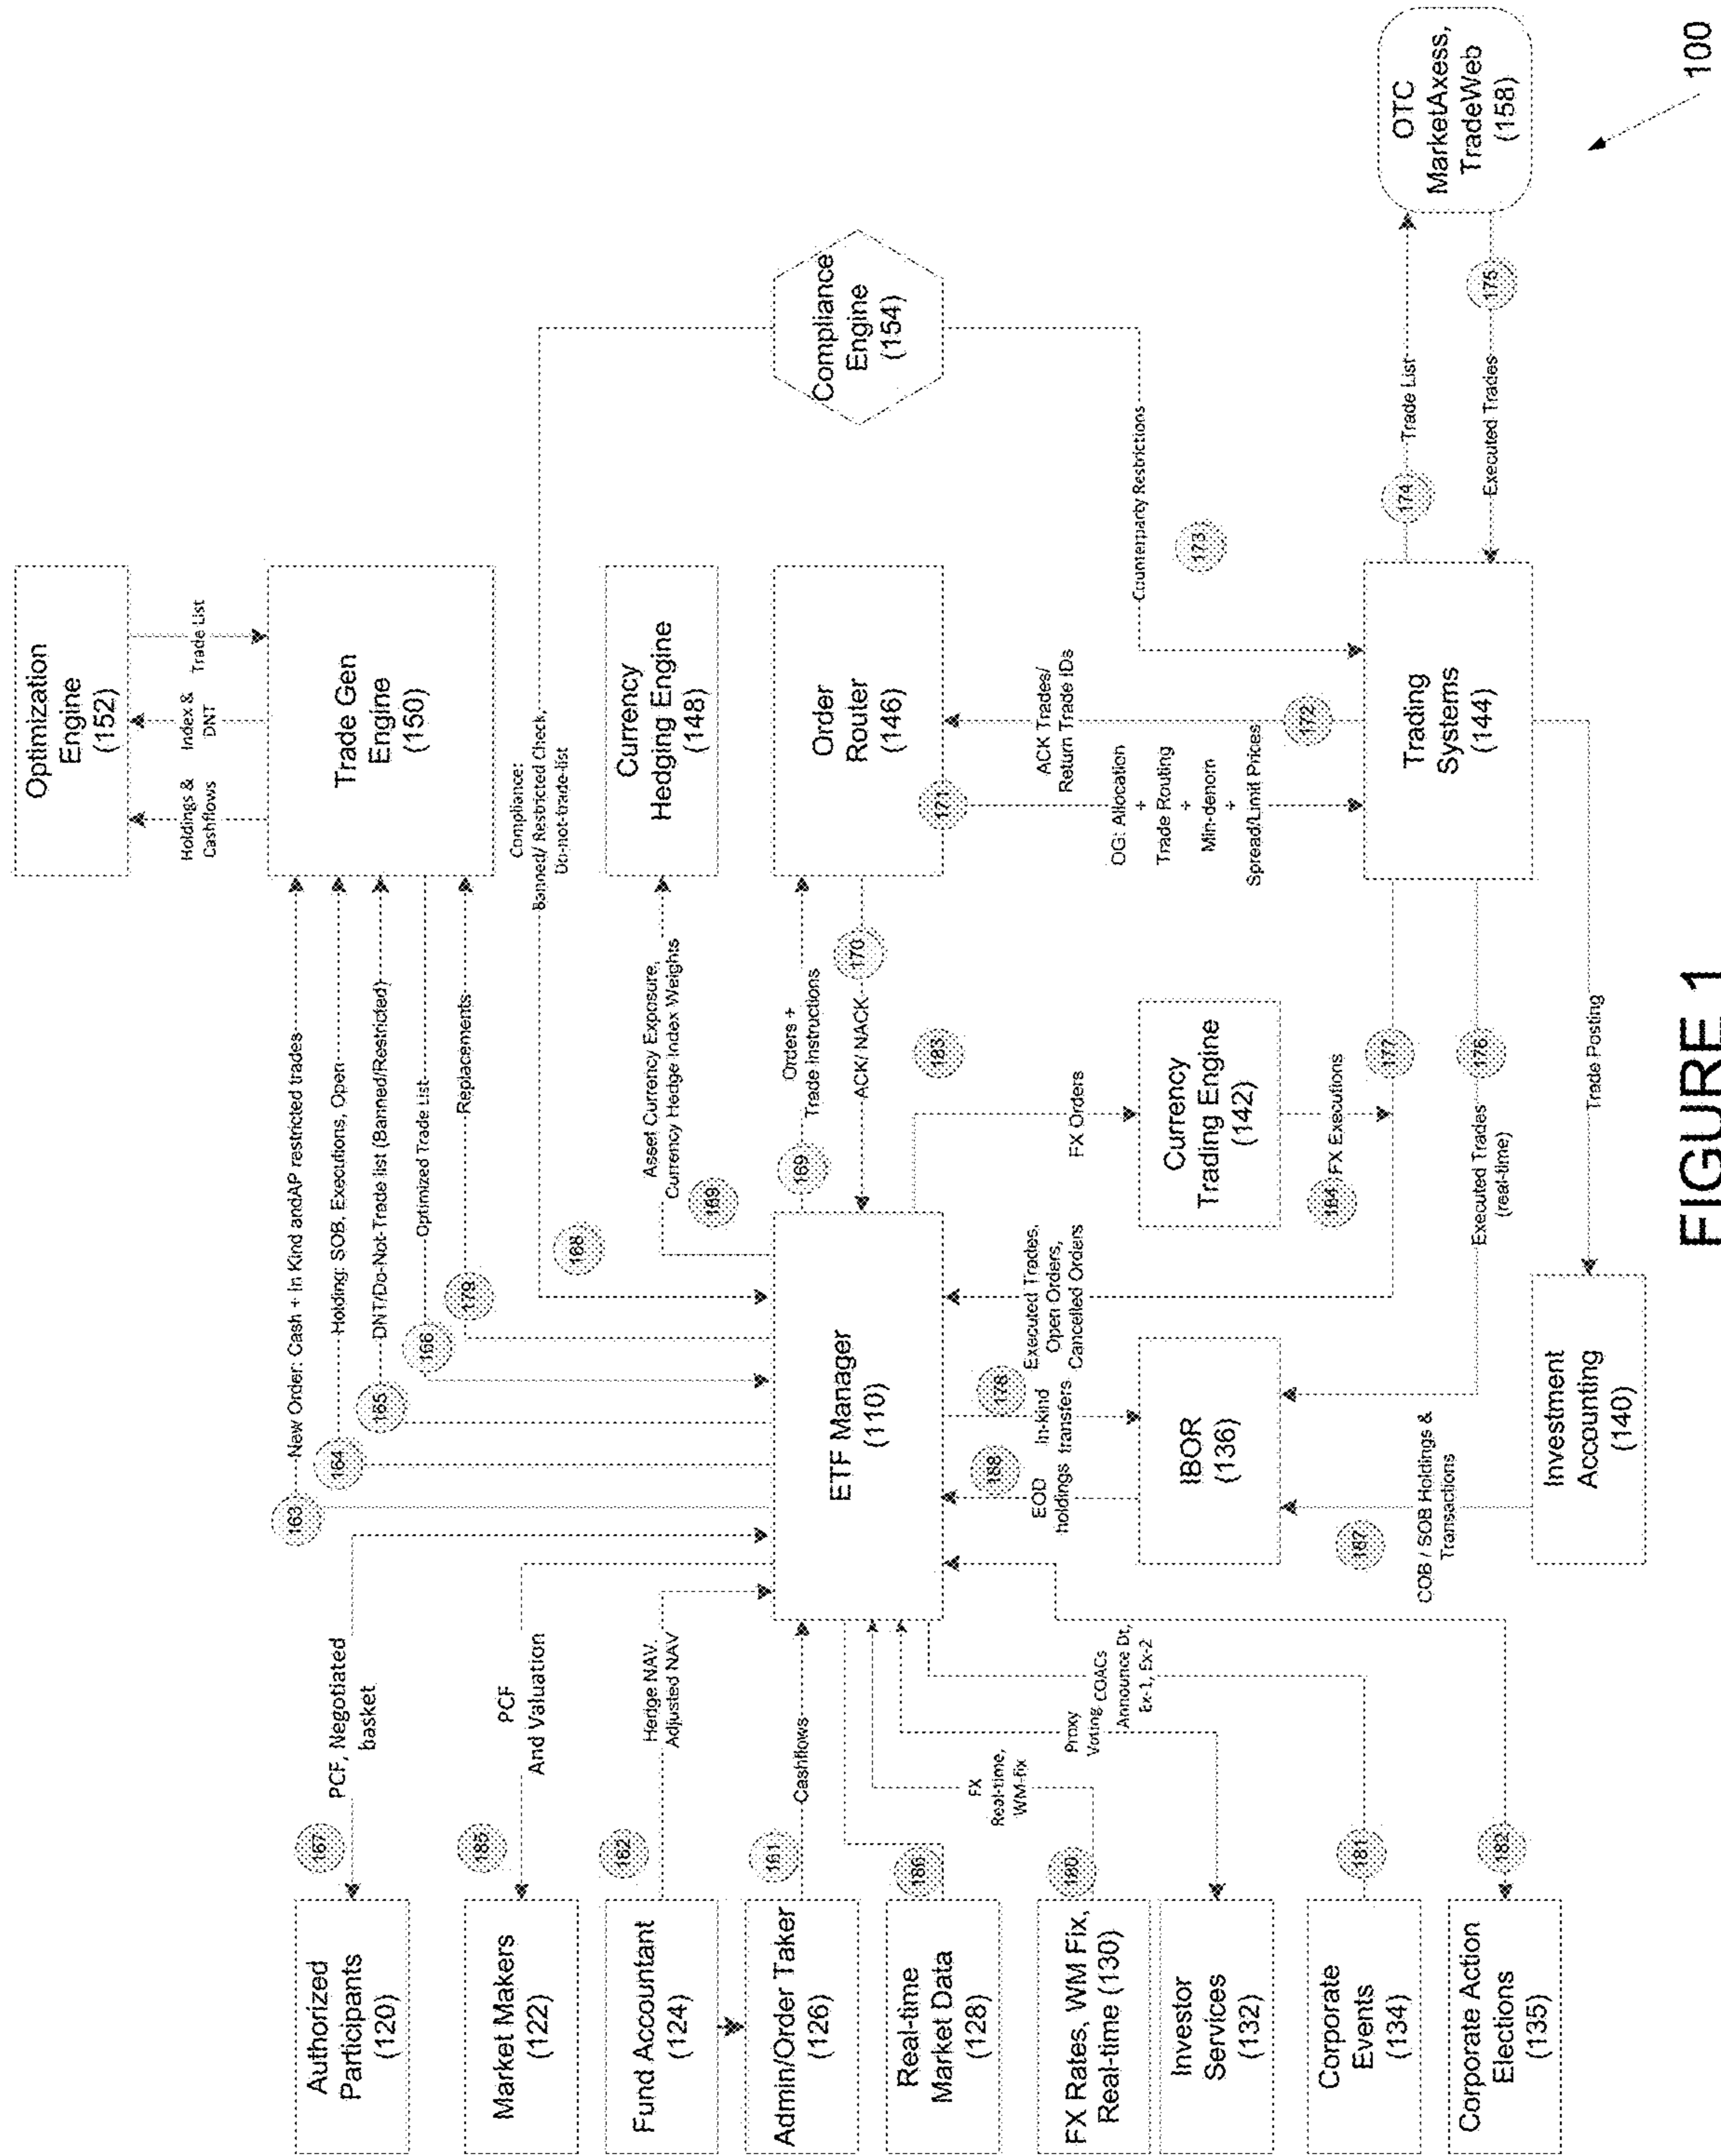 Authorized
Participants
(120)
Market Makers
(122)
Fund Accountant
(124)
Admin/Order Taker
(126)
Real-time
Market Data
(128)
FX Rates, WM Fix,
Real-time (130)
Investor
Services
(132)
Corporate
Events
(134)
Corporate Action
Elections
(135)
167
PCF, Negotiated
basket
185
PCF
And Valuation
162
Hedge NAV,
Adjusted NAV
161
Cashflows
186
180
FX
Real-time,
WM-fix
Proxy
Voting
COACs
Announce Dt,
Ex-1, Ex-2
181
182
163
New Order: Cash + In Kind andAP restricted trades
164
Holding: SOB, Executions, Open
165
DNT/Do-Not-Trade list (Banned/Restricted)
166
Optimized Trade List
179
Replacements
168
Compliance:
Banned/ Restricted Check,
Do-not-trade-list
ETF Manager
(110)
169
Asset Currency Exposure,
Currency Hedge Index Weights
169
Orders +
Trade Instructions
170
ACK/ NACK
183
FX Orders
188
EOD
holdings
178
In-kind
transfers
Executed Trades,
Open Orders,
Cancelled Orders
IBOR
(136)
187
COB / SOB Holdings &
Transactions
Investment
Accounting
(140)
Currency
Trading Engine
(142)
184
FX Executions
177
176
Executed Trades
(real-time)
Trade Posting
Optimization
Engine
(152)
Holdings &
Cashflows
Index &
DNT
Trade List
Trade Gen
Engine
(150)
Currency
Hedging Engine
(148)
Order
Router
(146)
171
OG: Allocation
+
Trade Routing
+
Min-denom
+
Spread/Limit Prices
172
ACK Trades/
Return Trade IDs
Trading
Systems
(144)
Compliance
Engine
(154)
Counterparty Restrictions
173
174
Trade List
175
Executed Trades
OTC
MarketAxess,
TradeWeb
(158)
100
FIGURE 1